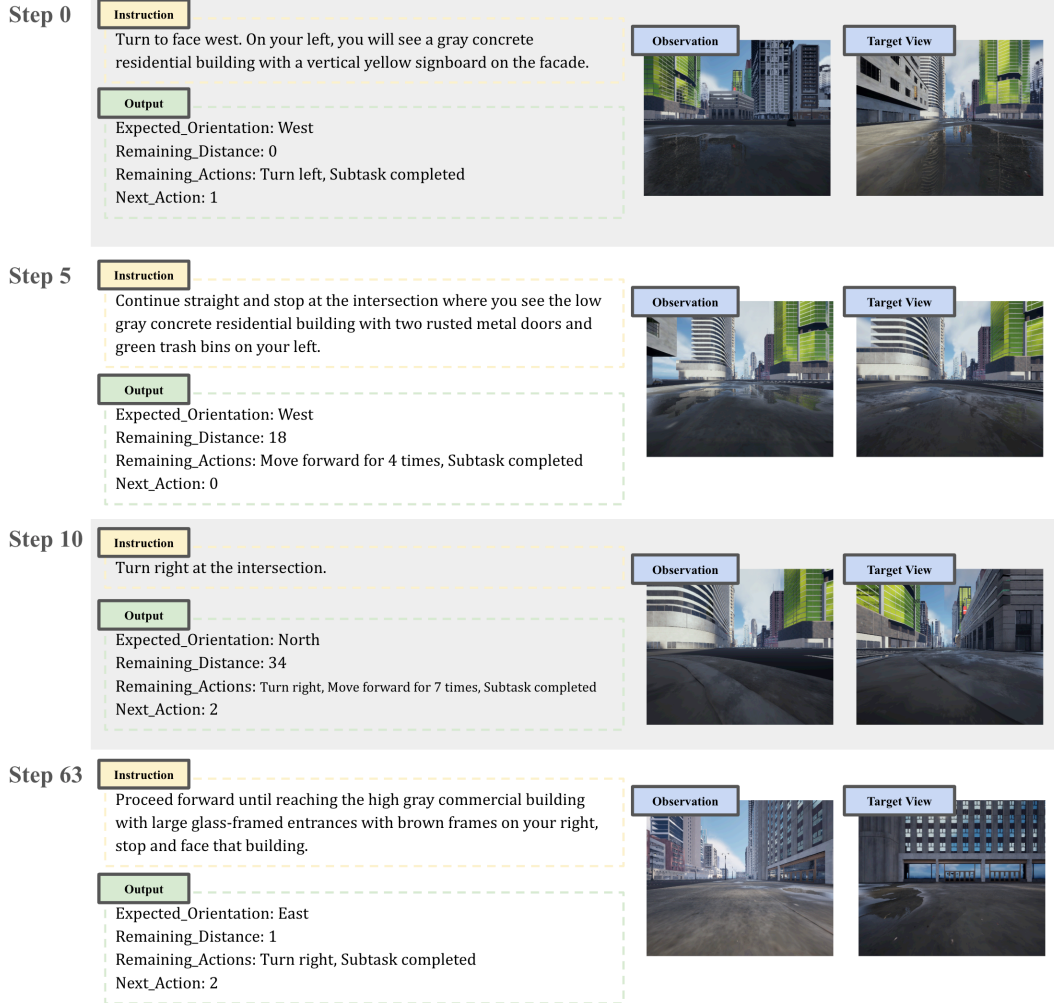 Step 0
Instruction
Turn to face west. On your left, you will see a gray concrete
residential building with a vertical yellow signboard on the facade.
Output
Expected_Orientation: West
Remaining_Distance: 0
Remaining_Actions: Turn left, Subtask completed
Next_Action: 1
Observation
Target View
Step 5
Instruction
Continue straight and stop at the intersection where you see the low
gray concrete residential building with two rusted metal doors and
green trash bins on your left.
Output
Expected_Orientation: West
Remaining_Distance: 18
Remaining_Actions: Move forward for 4 times, Subtask completed
Next_Action: 0
Observation
Target View
Step 10
Instruction
Turn right at the intersection.
Output
Expected_Orientation: North
Remaining_Distance: 34
Remaining_Actions: Turn right, Move forward for 7 times, Subtask completed
Next_Action: 2
Observation
Target View
Step 63
Instruction
Proceed forward until reaching the high gray commercial building
with large glass-framed entrances with brown frames on your right,
stop and face that building.
Output
Expected_Orientation: East
Remaining_Distance: 1
Remaining_Actions: Turn right, Subtask completed
Next_Action: 2
Observation
Target View